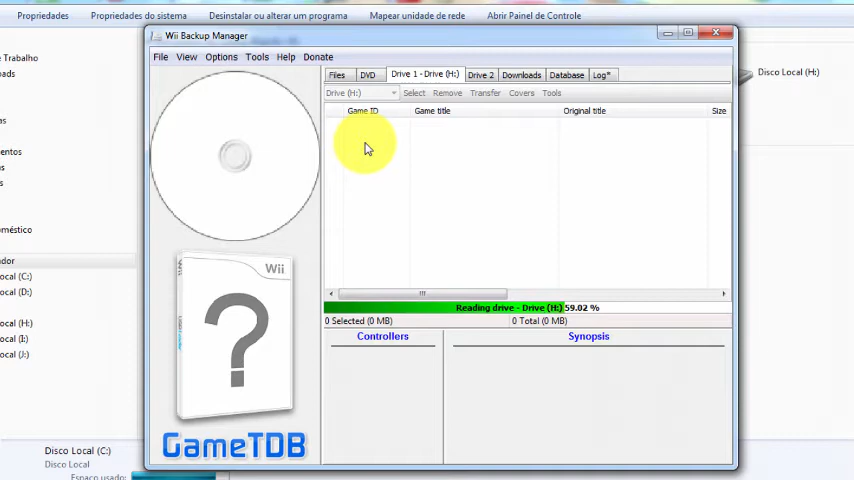 Propriedades Propriedades do sistema Desinstalar ou alterar um programa Mapear unidade de rede Abrir Painel de Controle
Wii Backup Manager
File View Options Tools Help Donate
Files DVD Drive 1 - Drive (H:) Drive 2 Downloads Database Log*
Drive (H:) Select Remove Transfer Covers Tools
Game ID Game title Original title Size
Reading drive - Drive (H:) 59.02 %
0 Selected (0 MB) 0 Total (0 MB)
Controllers Synopsis
Wii
?
GameTDB
Trabalho
Disco Local (H:)
ocal (C:)
ocal (D:)
ocal (H:)
ocal (I:)
ocal (J:)
Disco Local (C:)
Disco Local
Espaço usado: